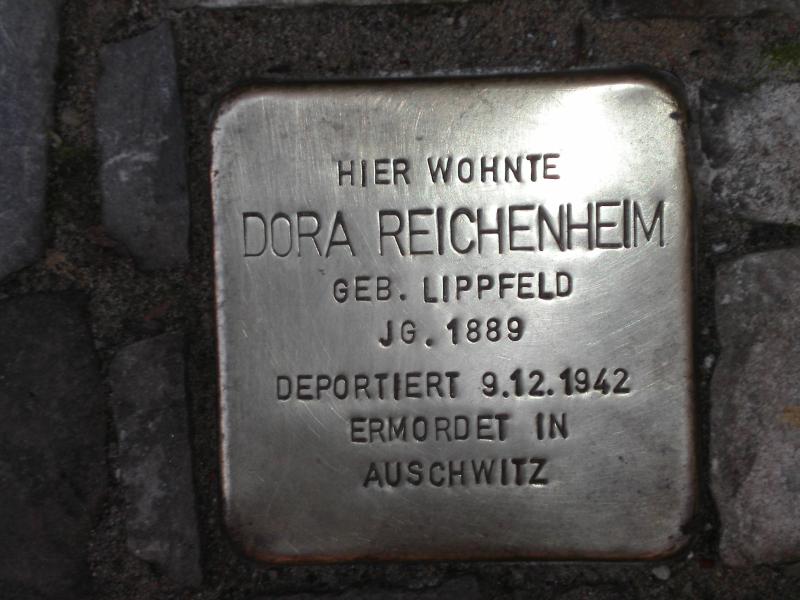 HIER WOHNTE
DORA REICHENHEIM
GEB. LIPPFELD
JG. 1889
DEPORTIERT 9.12.1942
ERMORDET IN
AUSCHWITZ